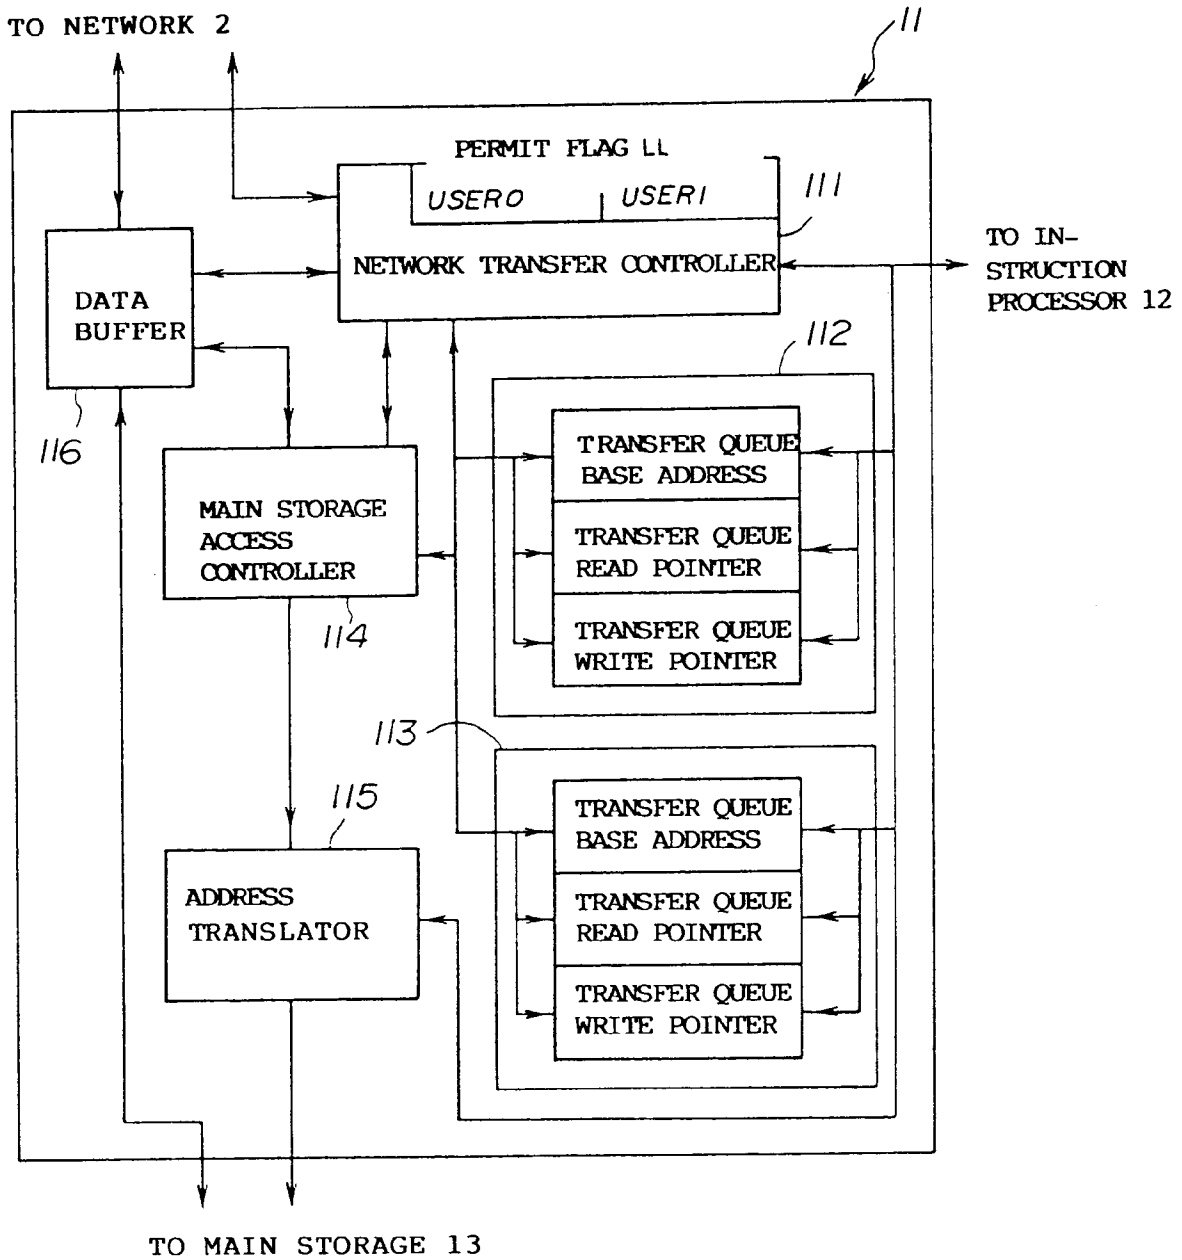 TO NETWORK 2
11
PERMIT FLAG LL
USER0 USER1
111
NETWORK TRANSFER CONTROLLER
TO IN-
STRUCTION
PROCESSOR 12
DATA
BUFFER
116
112
TRANSFER QUEUE
BASE ADDRESS
TRANSFER QUEUE
READ POINTER
TRANSFER QUEUE
WRITE POINTER
MAIN STORAGE
ACCESS
CONTROLLER
114
113
TRANSFER QUEUE
BASE ADDRESS
TRANSFER QUEUE
READ POINTER
TRANSFER QUEUE
WRITE POINTER
115
ADDRESS
TRANSLATOR
TO MAIN STORAGE 13